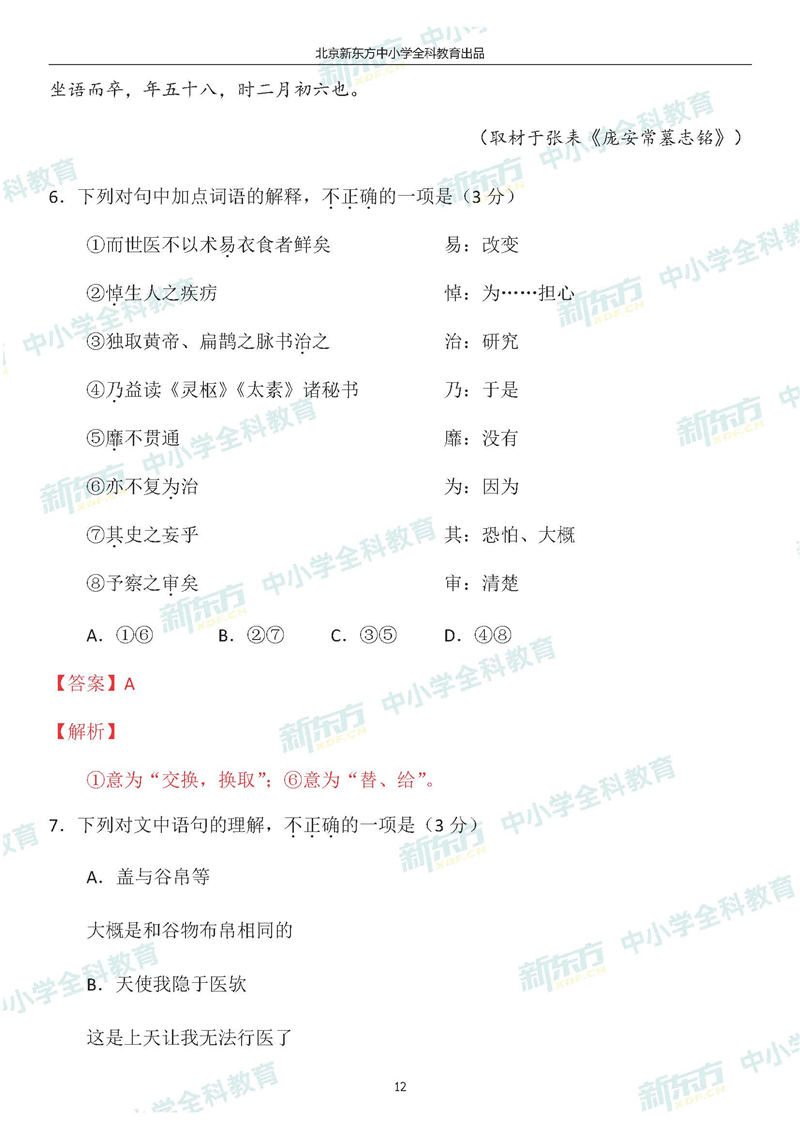 北京新东方中小学全科教育出品
坐语而卒，年五十八，时二月初六也。
（取材于张耒《庞安常墓志铭》）
6．下列对句中加点词语的解释，不正确的一项是（3 分）
①而世医不以术易衣食者鲜矣 易：改变
②悼生人之疾疠 悼：为……担心
③独取黄帝、扁鹊之脉书治之 治：研究
④乃益读《灵枢》《太素》诸秘书 乃：于是
⑤靡不贯通 靡：没有
⑥亦不复为治 为：因为
⑦其史之妄乎 其：恐怕、大概
⑧予察之审矣 审：清楚
A．①⑥ B．②⑦ C．③⑤ D．④⑧
【答案】A
【解析】
①意为“交换，换取”；⑥意为“替、给”。
7．下列对文中语句的理解，不正确的一项是（3 分）
A．盖与谷帛等
大概是和谷物布帛相同的
B．天使我隐于医欤
这是上天让我无法行医了
12
新东方 XDF.CN 中小学全科教育